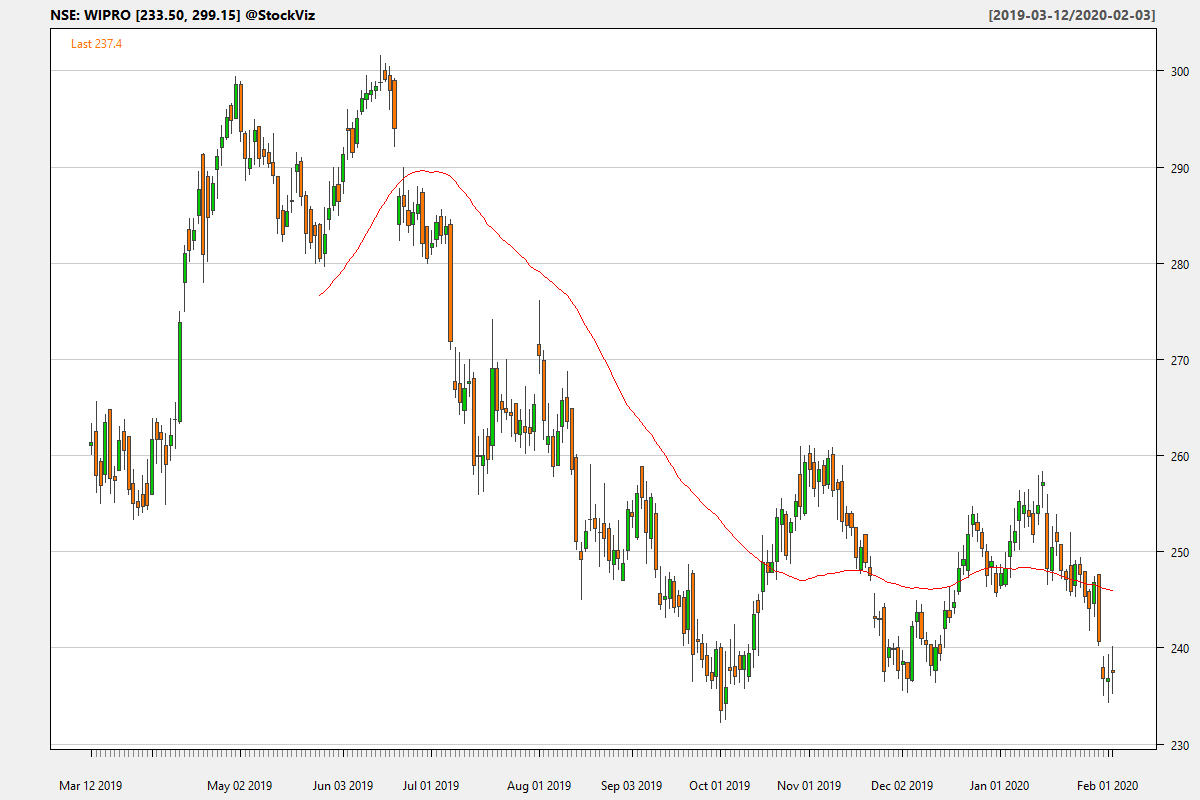 NSE: WIPRO [233.50, 299.15] @StockViz
[2019-03-12/2020-02-03]
Last 237.4
300
290
280
270
260
250
240
230
Mar 12 2019
May 02 2019
Jun 03 2019
Jul 01 2019
Aug 01 2019
Sep 03 2019
Oct 01 2019
Nov 01 2019
Dec 02 2019
Jan 01 2020
Feb 01 2020